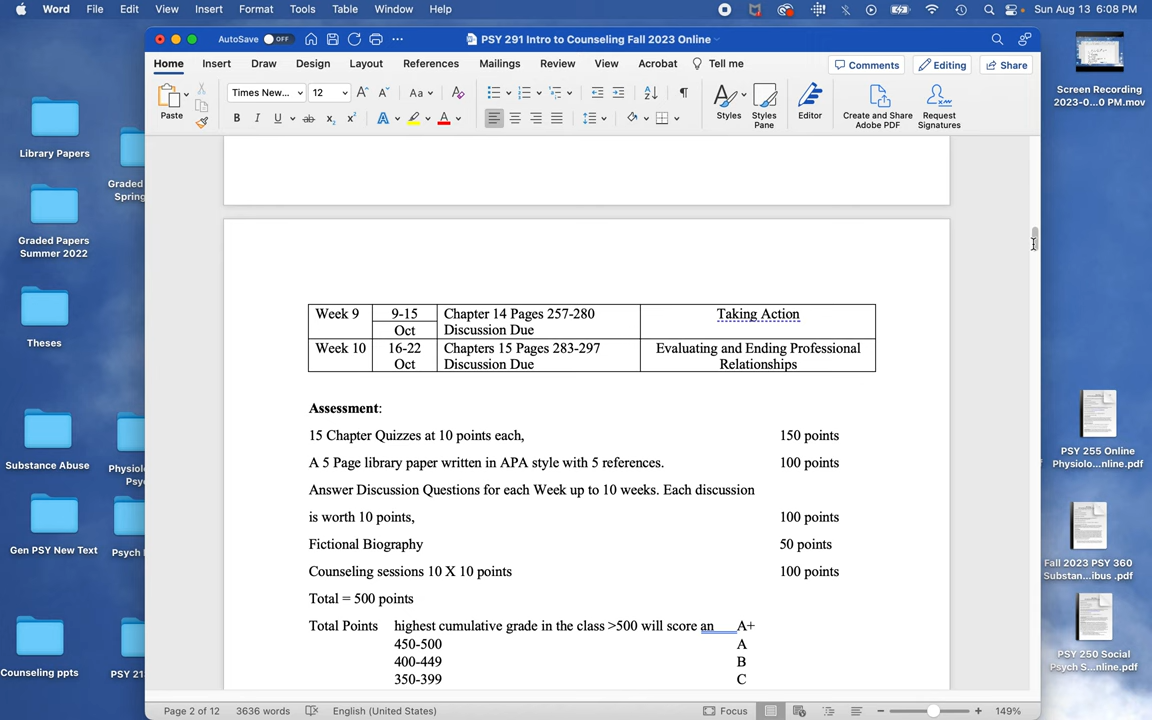 Word File Edit View Insert Format Tools Table Window Help Sun Aug 13 6:08 PM
AutoSave OFF PSY 291 Intro to Counseling Fall 2023 Online
Home Insert Draw Design Layout References Mailings Review View Acrobat Tell me Comments Editing Share
Times New... 12 Aa
Paste Styles Styles Pane Editor Create and Share Adobe PDF Request Signatures
Week 9 9-15 Oct Chapter 14 Pages 257-280 Taking Action
Discussion Due
Week 10 16-22 Oct Chapters 15 Pages 283-297 Evaluating and Ending Professional
Discussion Due Relationships
Assessment:
15 Chapter Quizzes at 10 points each, 150 points
A 5 Page library paper written in APA style with 5 references. 100 points
Answer Discussion Questions for each Week up to 10 weeks. Each discussion
is worth 10 points, 100 points
Fictional Biography 50 points
Counseling sessions 10 X 10 points 100 points
Total = 500 points
Total Points highest cumulative grade in the class >500 will score an A+
450-500 A
400-449 B
350-399 C
Page 2 of 12 3636 words English (United States) Focus 149%
Library Papers
Graded
Spring
Graded Papers
Summer 2022
Theses
Substance Abuse
Physiol
Psy
Gen PSY New Text
Psych
Counseling ppts
PSY 21
Screen Recording
2023-0...0 PM.mov
PSY 255 Online
Physiolo...nline.pdf
Fall 2023 PSY 360
Substan...ibus .pdf
PSY 250 Social
Psych S...nline.pdf